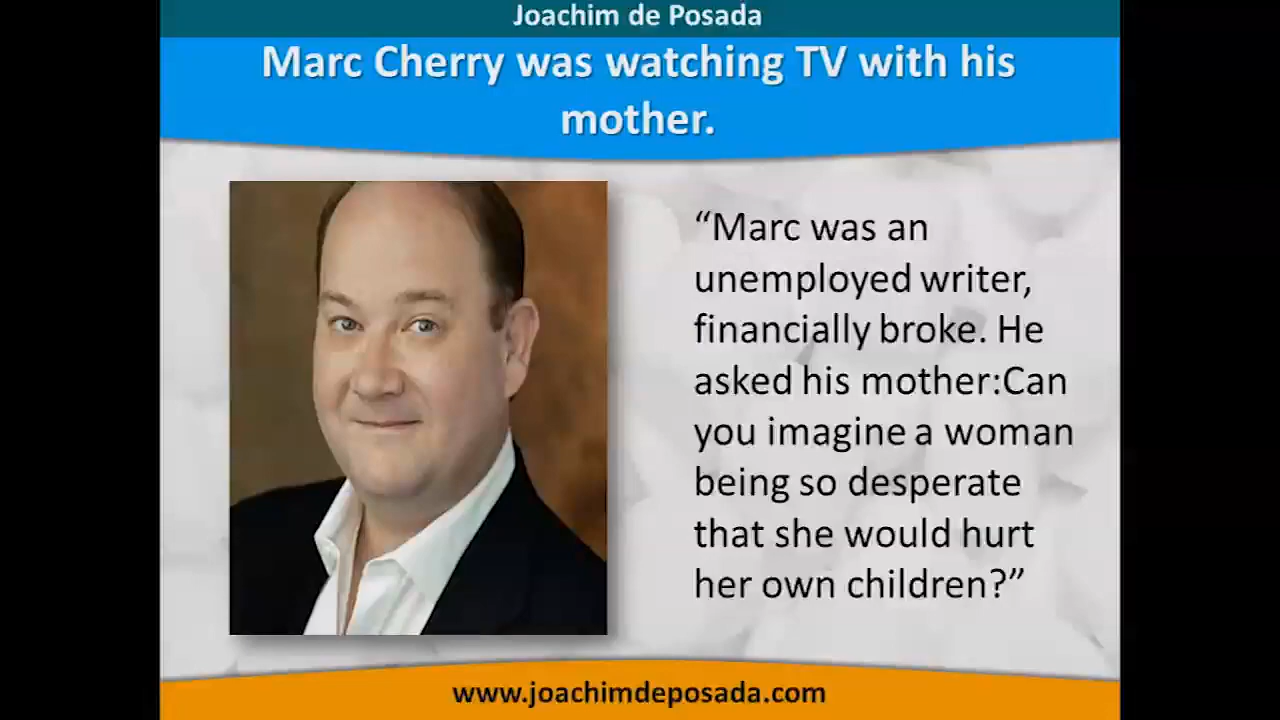 Joachim de Posada
Marc Cherry was watching TV with his
mother.
“Marc was an
unemployed writer,
financially broke. He
asked his mother:Can
you imagine a woman
being so desperate
that she would hurt
her own children?”
www.joachimdeposada.com